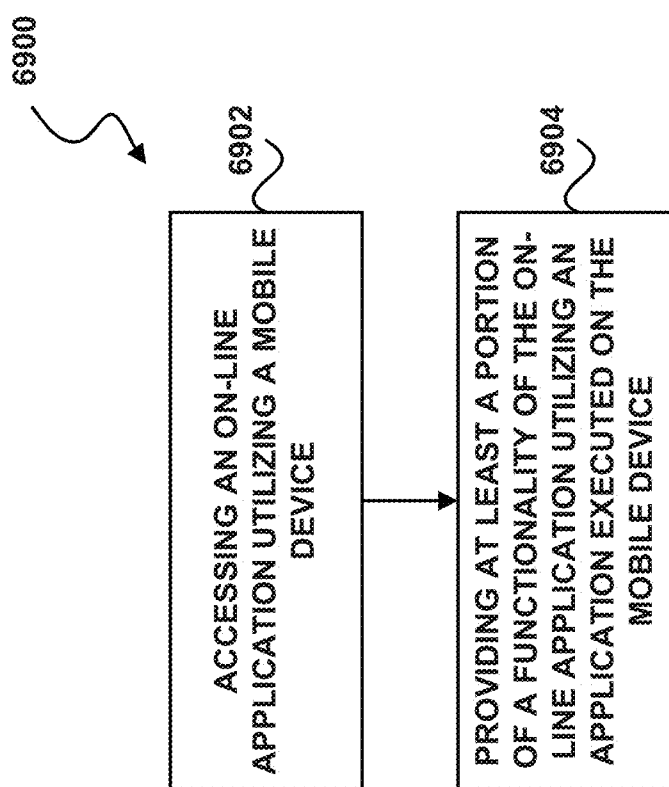 6900
6902
ACCESSING AN ON-LINE
APPLICATION UTILIZING A MOBILE
DEVICE
6904
PROVIDING AT LEAST A PORTION
OF A FUNCTIONALITY OF THE ON-
LINE APPLICATION UTILIZING AN
APPLICATION EXECUTED ON THE
MOBILE DEVICE